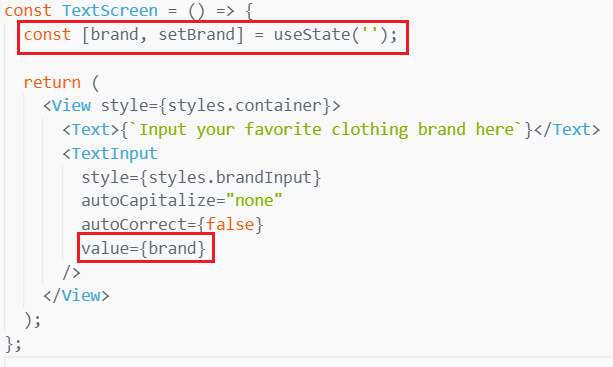 const TextScreen = () => {
const [brand, setBrand] = useState('');
return (
<View style={styles.container}>
<Text>{`Input your favorite clothing brand here`}</Text>
<TextInput
style={styles.brandInput}
autoCapitalize="none"
autoCorrect={false}
value={brand}
/>
</View>
);
};